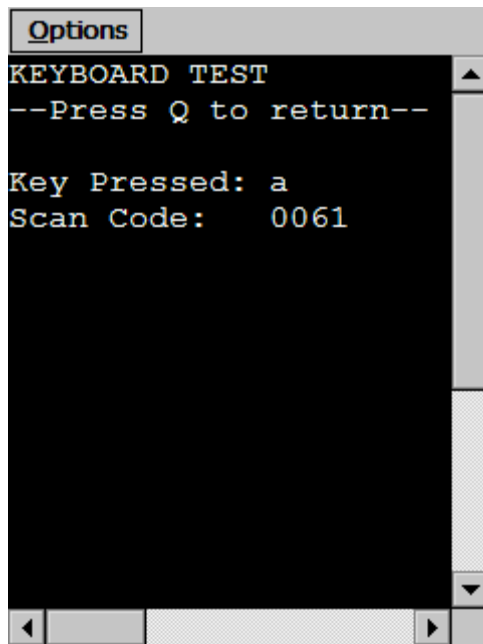 Options
KEYBOARD TEST
--Press Q to return--
Key Pressed: a
Scan Code:   0061